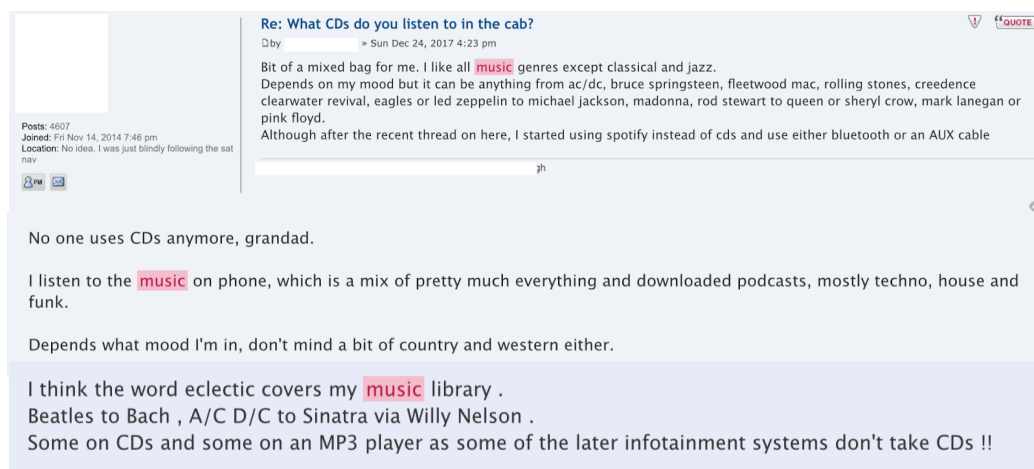 Re: What CDs do you listen to in the cab?
QUOTE
by » Sun Dec 24, 2017 4:23 pm
Bit of a mixed bag for me. I like all music genres except classical and jazz.
Depends on my mood but it can be anything from ac/dc, bruce springsteen, fleetwood mac, rolling stones, creedence
clearwater revival, eagles or led zeppelin to michael jackson, madonna, rod stewart to queen or sheryl crow, mark lanegan or
pink floyd.
Although after the recent thread on here, I started using spotify instead of cds and use either bluetooth or an AUX cable
Posts: 4607
Joined: Fri Nov 14, 2014 7:46 pm
Location: No idea. I was just blindly following the sat
nav
PM
No one uses CDs anymore, grandad.
I listen to the music on phone, which is a mix of pretty much everything and downloaded podcasts, mostly techno, house and
funk.
Depends what mood I'm in, don't mind a bit of country and western either.
I think the word eclectic covers my music library .
Beatles to Bach , A/C D/C to Sinatra via Willy Nelson .
Some on CDs and some on an MP3 player as some of the later infotainment systems don't take CDs !!